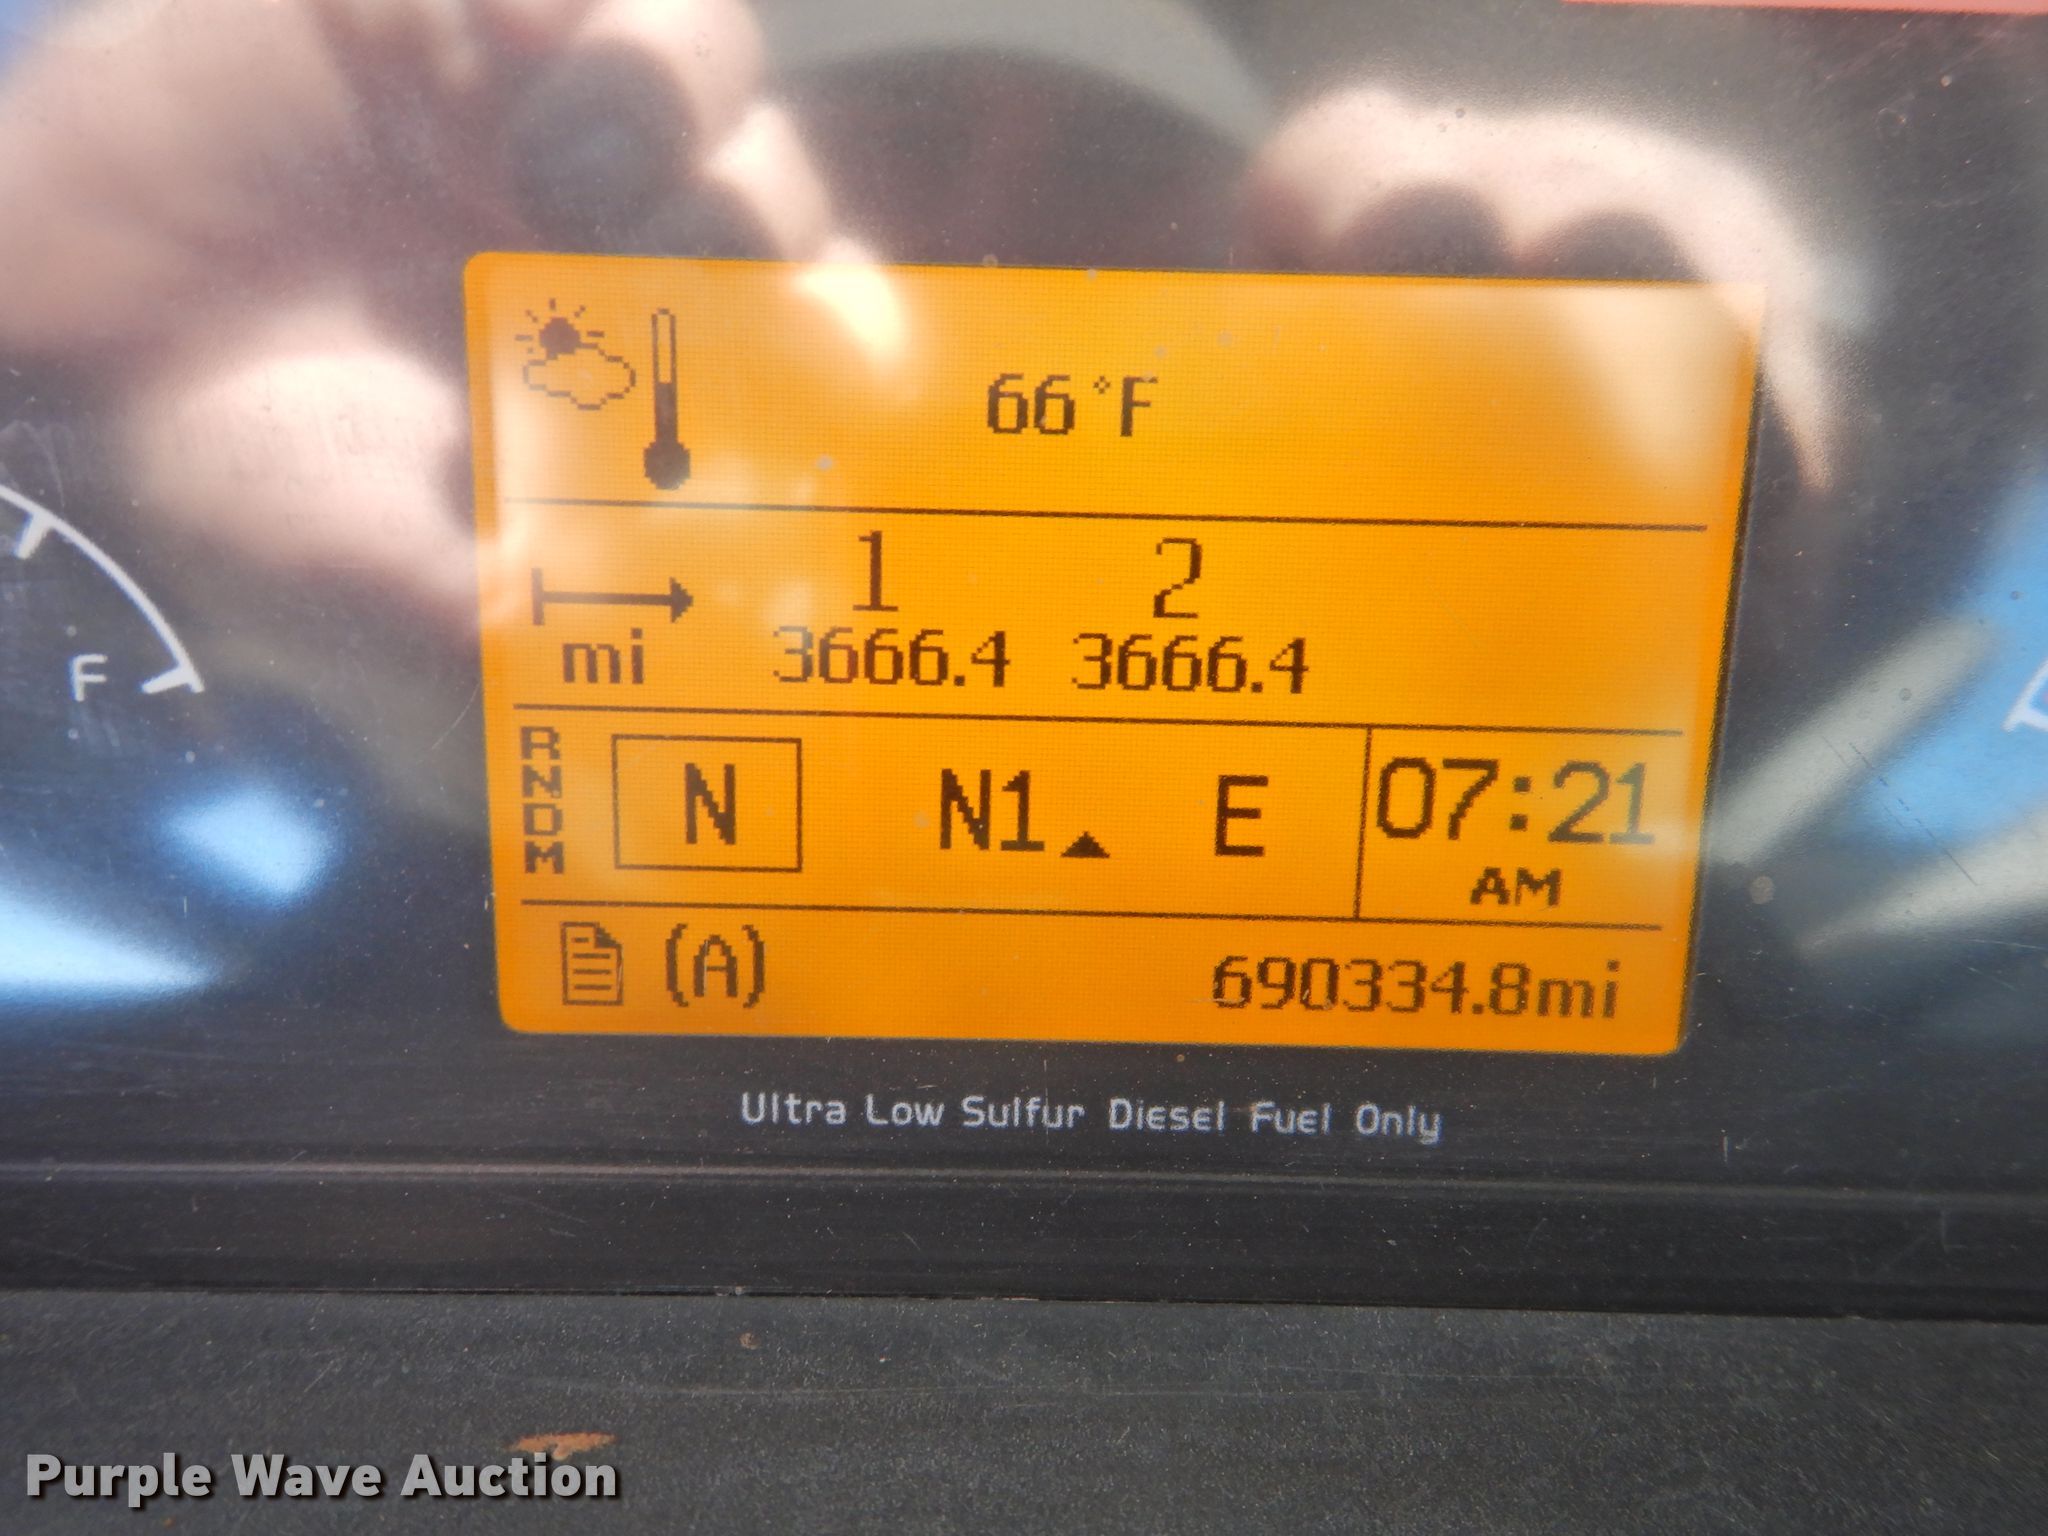 66°F
1 2
mi 3666.4 3666.4
RNDM N N1 E 07:21
AM
(A) 690334.8mi
F
Ultra Low Sulfur Diesel Fuel Only
Purple Wave Auction